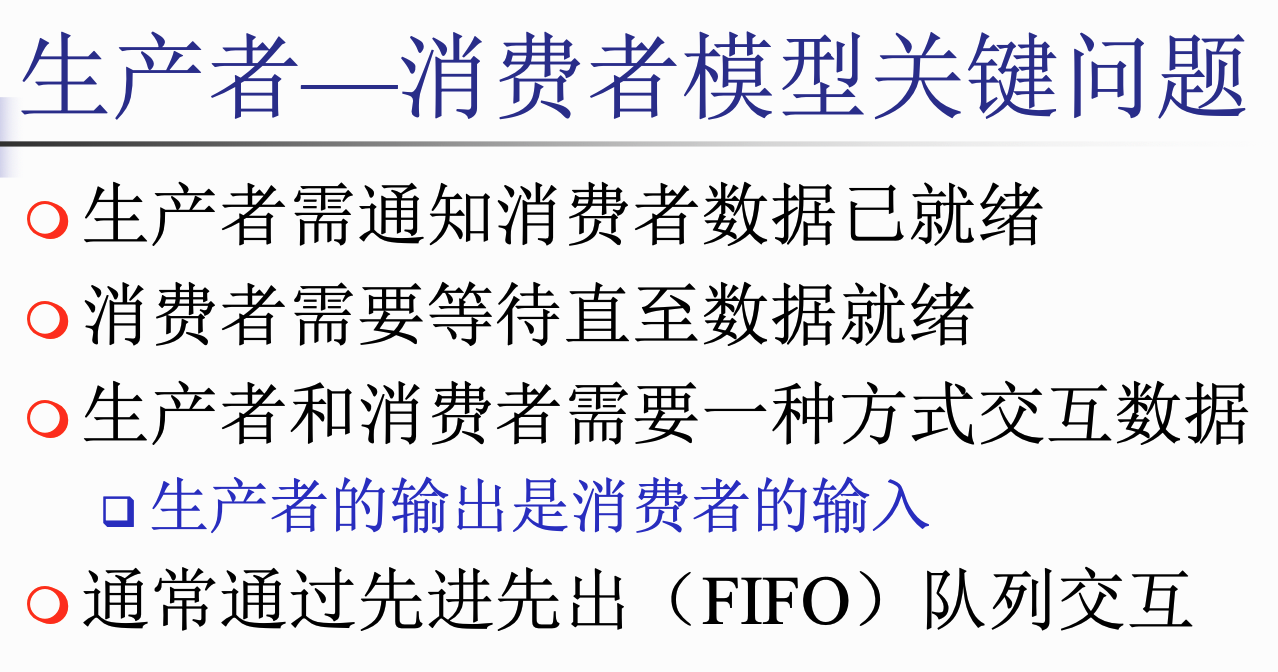 生产者—消费者模型关键问题
生产者需通知消费者数据已就绪
消费者需要等待直至数据就绪
生产者和消费者需要一种方式交互数据
生产者的输出是消费者的输入
通常通过先进先出（FIFO）队列交互